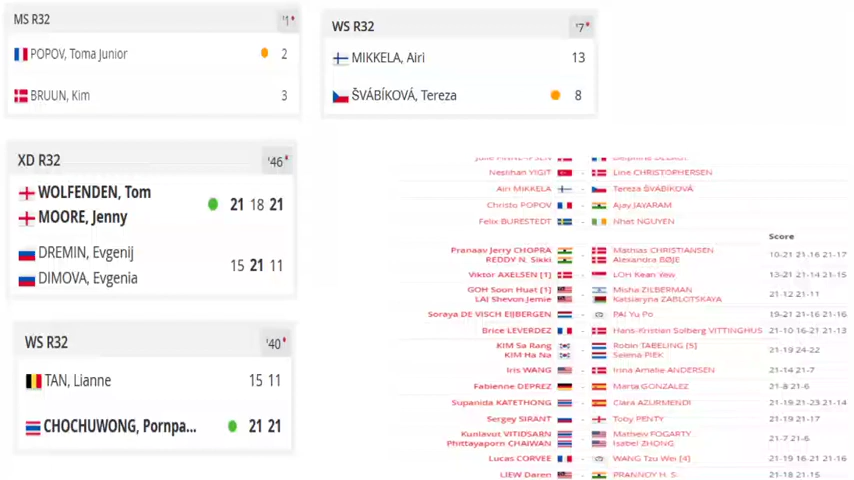 MS R32 '1'
POPOV, Toma Junior 2
BRUUN, Kim 3
WS R32 '7'
MIKKELA, Airi 13
ŠVÁBÍKOVÁ, Tereza 8
XD R32 '46'
WOLFENDEN, Tom
MOORE, Jenny
21 18 21
DREMIN, Evgenij
DIMOVA, Evgenia
15 21 11
WS R32 '40'
TAN, Lianne 15 11
CHOCHUWONG, Pornpa... 21 21
Neslihan YIGIT - Line CHRISTOPHERSEN
Airi MIKKELA - Tereza ŠVÁBÍKOVÁ
Christo POPOV - Ajay JAYARAM
Felix BURESTEDT - Nhat NGUYEN
Score
Pranaav Jerry CHOPRA - Mathias CHRISTIANSEN
REDDY N. Sikki Alexandra BØJE
10-21 21-16 21-17
Viktor AXELSEN [1] - LOH Kean Yew 13-21 21-14 21-15
GOH Soon Huat [1] - Misha ZILBERMAN
LAI Shevon Jemie Katsiaryna ZABLOTSKAYA
21-12 21-11
Soraya DE VISCH EIJBERGEN - PAI Yu Po 19-21 21-16 21-16
Brice LEVERDEZ - Hans-Kristian Solberg VITTINGHUS 21-10 16-21 21-13
KIM Sa Rang - Robin TABELING [5]
KIM Ha Na Selena PIEK
21-19 24-22
Iris WANG - Irina Amalie ANDERSEN 21-14 21-7
Fabienne DEPREZ - Marta GONZALEZ 21-8 21-6
Supanida KATETHONG - Clara AZURMENDI 21-19 21-23 21-14
Sergey SIRANT - Toby PENTY 21-19 21-17
Kunlavut VITIDSARN - Mathew FOGARTY
Phittayaporn CHAIWAN Isabel ZHONG
21-7 21-6
Lucas CORVEE - WANG Tzu Wei [4] 21-19 16-21 21-16
LIEW Daren - PRANNOY H. S. 21-18 21-15